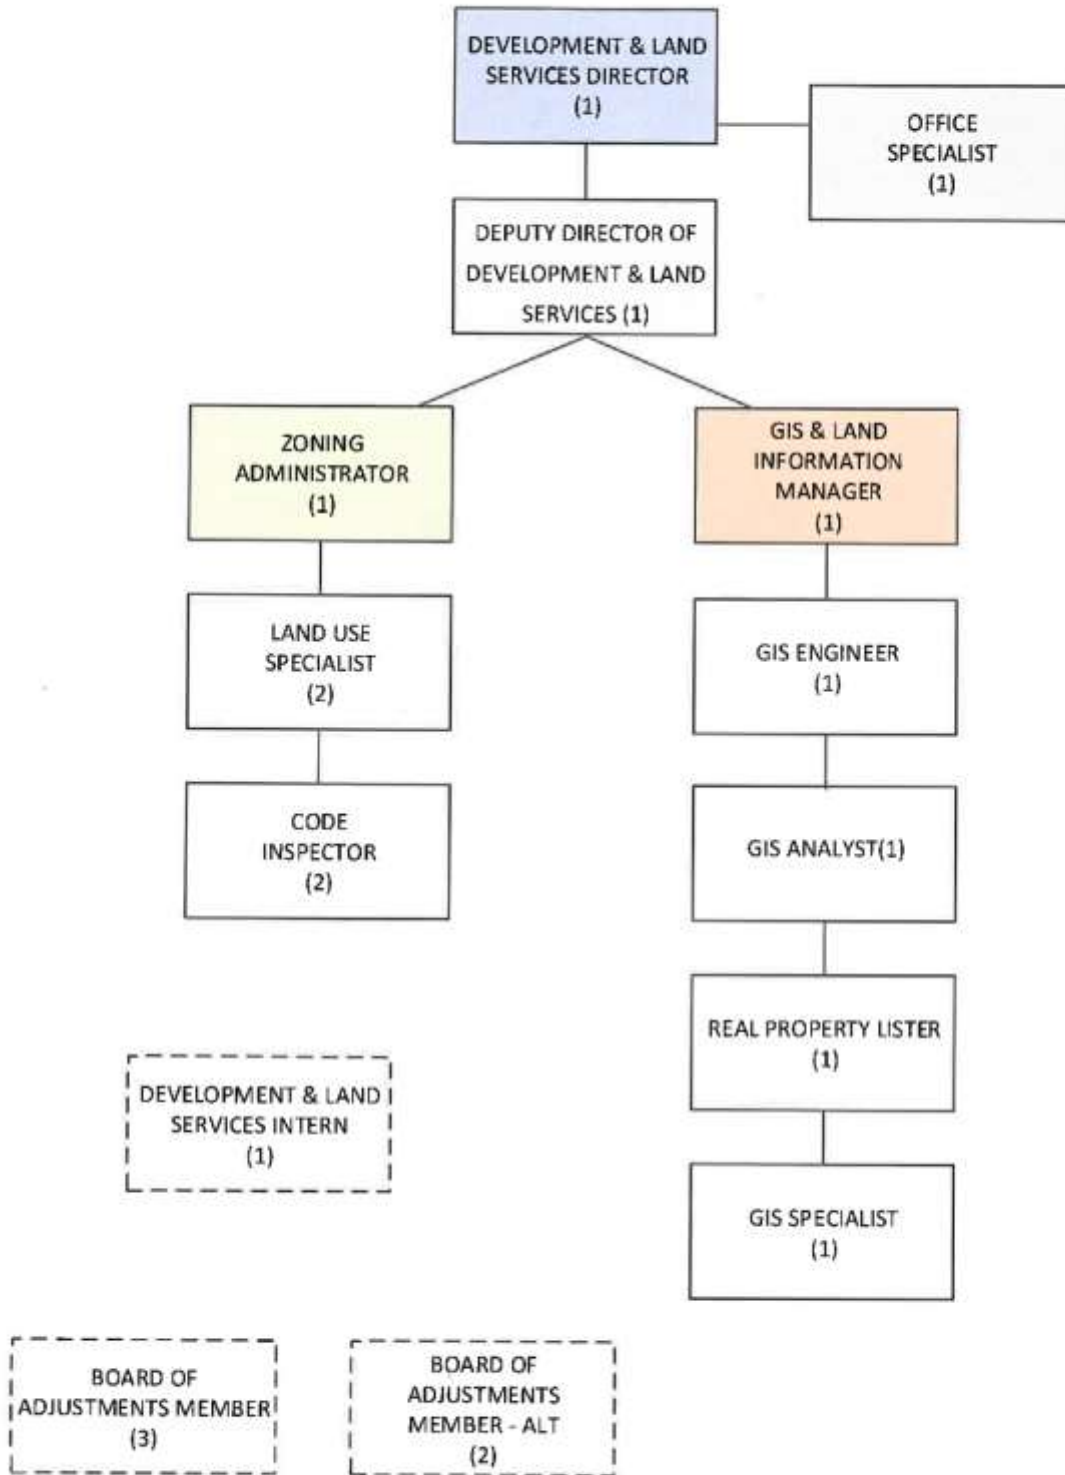 DEVELOPMENT & LAND
SERVICES DIRECTOR
(1)
OFFICE
SPECIALIST
(1)
DEPUTY DIRECTOR OF
DEVELOPMENT & LAND
SERVICES (1)
ZONING
ADMINISTRATOR
(1)
GIS & LAND
INFORMATION
MANAGER
(1)
LAND USE
SPECIALIST
(2)
GIS ENGINEER
(1)
CODE
INSPECTOR
(2)
GIS ANALYST(1)
REAL PROPERTY LISTER
(1)
DEVELOPMENT & LAND
SERVICES INTERN
(1)
GIS SPECIALIST
(1)
BOARD OF
ADJUSTMENTS MEMBER
(3)
BOARD OF
ADJUSTMENTS
MEMBER - ALT
(2)